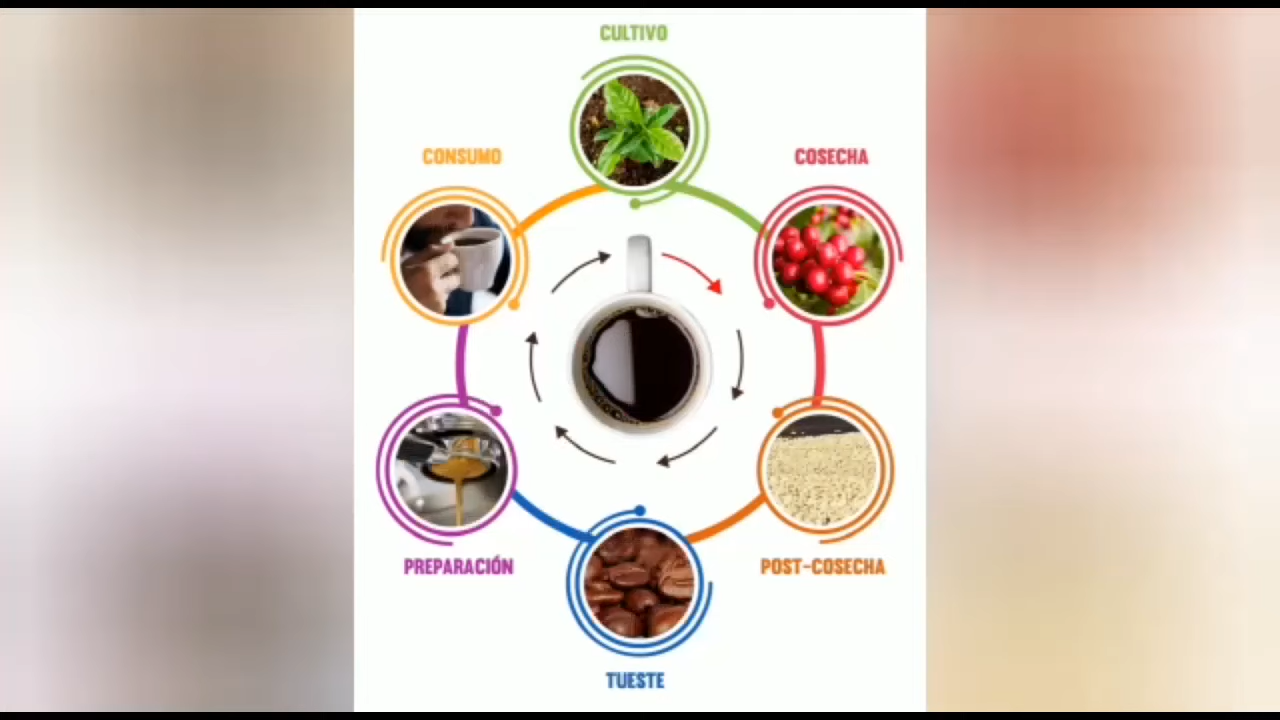 CULTIVO
CONSUMO
COSECHA
PREPARACIÓN
POST-COSECHA
TUESTE